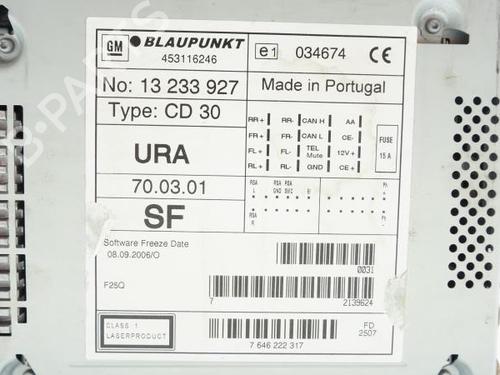 GM BLAUPUNKT
453116246
e1 034674 CE
No: 13 233 927
Made in Portugal
Type: CD 30
RR+ RR- CAN H AA
FR+ FR- CAN L CE-
FL+ FL- TEL Mute 12V+
RL+ RL- GND CE+
FUSE
15 A
URA
70.03.01
SF
Software Freeze Date
08.09.2006/O
0031
F25Q
7 2139624
CLASS 1
LASERPRODUCT
7 646 222 317
FD
2507
B-PARTS